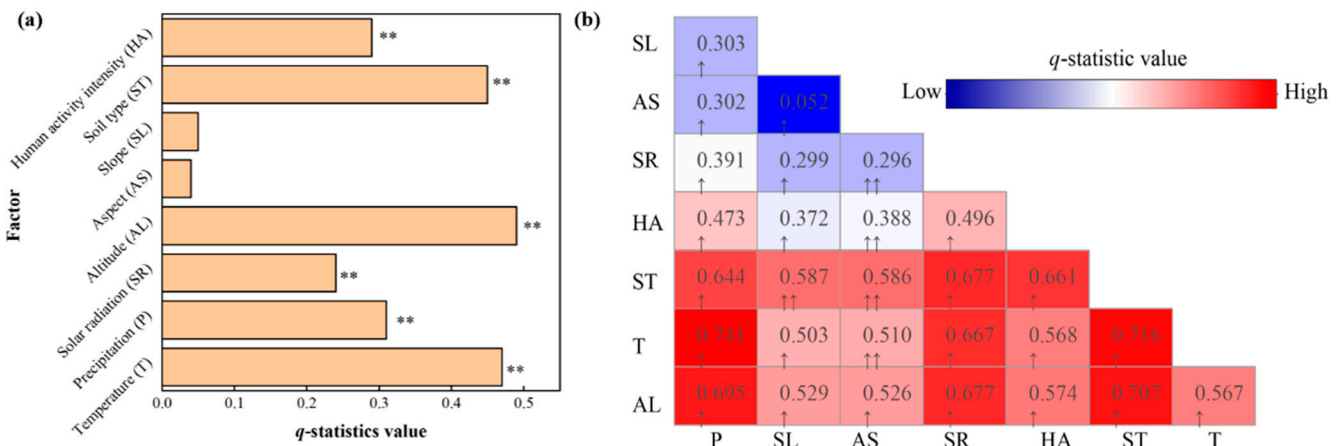 (a)
Factor
Human activity intensity (HA)
Soil type (ST)
Slope (SL)
Aspect (AS)
Altitude (AL)
Solar radiation (SR)
Precipitation (P)
Temperature (T)
**
**
**
**
**
**
0.0 0.1 0.2 0.3 0.4 0.5
q-statistics value
(b)
q-statistic value
Low High
SL 0.303
AS 0.302 0.052
SR 0.391 0.299 0.296
HA 0.473 0.372 0.388 0.496
ST 0.644 0.587 0.586 0.677 0.661
T 0.741 0.503 0.510 0.667 0.568 0.716
AL 0.695 0.529 0.526 0.677 0.574 0.707 0.567
P SL AS SR HA ST T